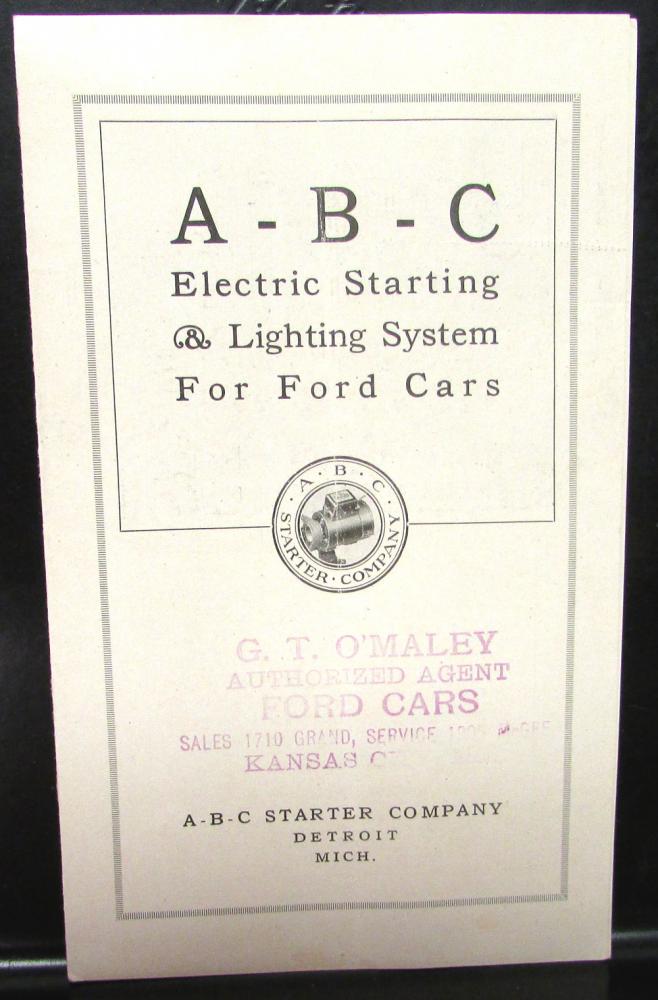 A - B - C
Electric Starting
& Lighting System
For Ford Cars
· A · B · C ·
STARTER · COMPANY
G. T. O'MALEY
AUTHORIZED AGENT
FORD CARS
SALES 1710 GRAND, SERVICE
KANSAS
A-B-C STARTER COMPANY
DETROIT
MICH.